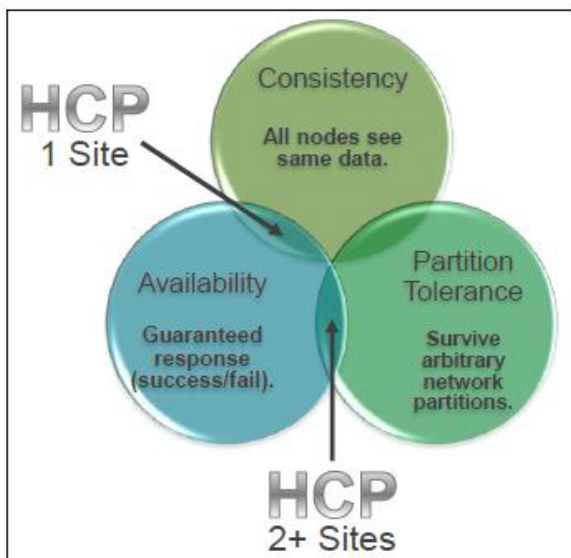 Consistency
All nodes see
same data.
HCP
1 Site
Availability
Guaranteed
response
(success/fail).
Partition
Tolerance
Survive
arbitrary
network
partitions.
HCP
2+ Sites